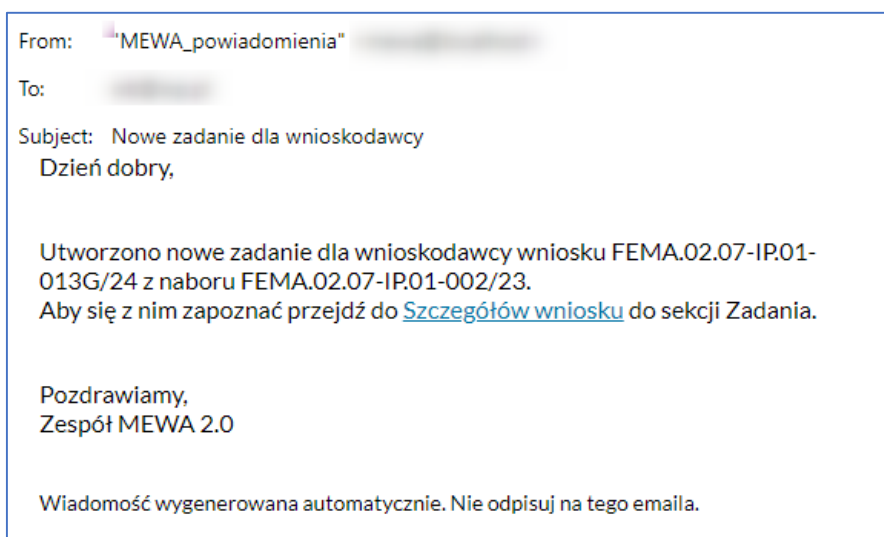 From: "MEWA_powiadomienia"
To:
Subject: Nowe zadanie dla wnioskodawcy
Dzień dobry,
Utworzono nowe zadanie dla wnioskodawcy wniosku FEMA.02.07-IP.01-
013G/24 z naboru FEMA.02.07-IP.01-002/23.
Aby się z nim zapoznać przejdź do Szczegółów wniosku do sekcji Zadania.
Pozdrawiamy,
Zespół MEWA 2.0
Wiadomość wygenerowana automatycznie. Nie odpisuj na tego emaila.